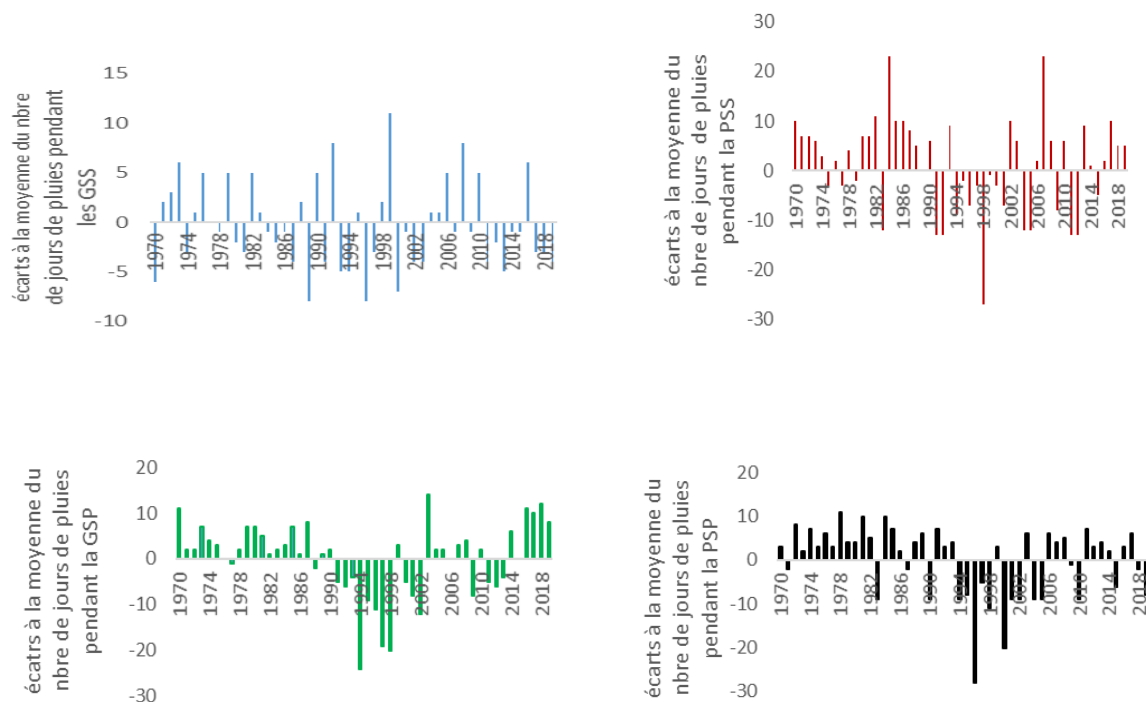 écarts à la moyenne du nbre
de jours de pluies pendant
les GSS
15
10
5
0
-5
-10
1970 1974 1978 1982 1986 1990 1994 1998 2002 2006 2010 2014 2018
écarts à la moyenne du
nbre de jours de pluies
pendant la PSS
30
20
10
0
-10
-20
-30
1970 1974 1978 1982 1986 1990 1994 1998 2002 2006 2010 2014 2018
écatrs à la moyenne du
nbre de jours de pluies
pendant la GSP
20
10
0
-10
-20
-30
1970 1974 1978 1982 1986 1990 1994 1998 2002 2006 2010 2014 2018
écarts à la moyenne du
nbre de jours de pluies
pendant la PSP
20
10
0
-10
-20
-30
1970 1974 1978 1982 1986 1990 1994 1998 2002 2006 2010 2014 2018